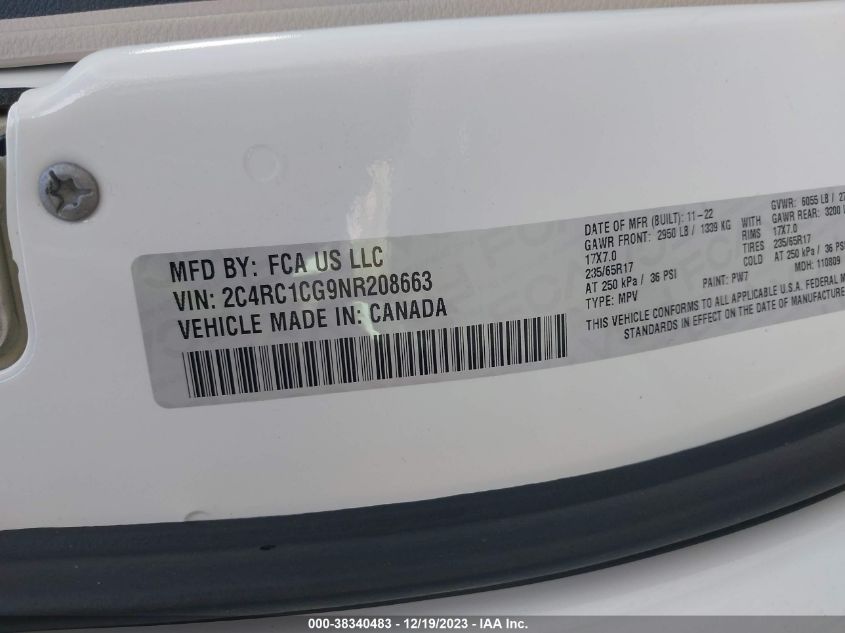 MFD BY: FCA US LLC
VIN: 2C4RC1CG9NR208663
VEHICLE MADE IN: CANADA
DATE OF MFR (BUILT): 11-22 GVWR: 6055 LB / 27
GAWR FRONT: 2950 LB / 1339 KG WITH GAWR REAR: 3200 L
17X7.0 RIMS 17X7.0
235/65R17 TIRES 235/65R17
AT 250 kPa / 36 PSI COLD AT 250 kPa / 36 PSI
TYPE: MPV PAINT: PW7 MDH: 110809
THIS VEHICLE CONFORMS TO ALL APPLICABLE U.S.A. FEDERAL M
STANDARDS IN EFFECT ON THE DATE OF MANUFACTURE
000-38340483 - 12/19/2023 - IAA Inc.